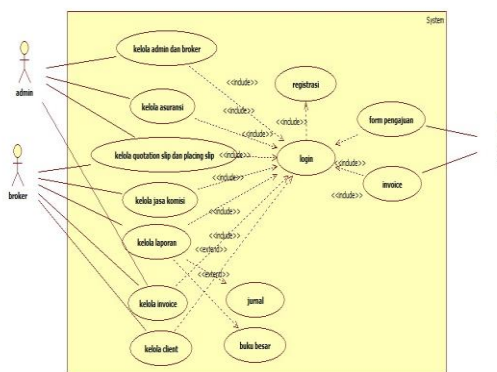 System
kelola admin dan broker
<<include>>
registrasi
admin
kelola asuransi
<<include>>
<<include>>
form pengajuan
<<include>>
kelola quotation slip dan placing slip
<<include>>
login
<<include>>
invoice
broker
kelola jasa komisi
<<include>>
<<include>>
<<include>>
kelola laporan
<<extend>>
<<extend>>
kelola invoice
jurnal
kelola client
buku besar